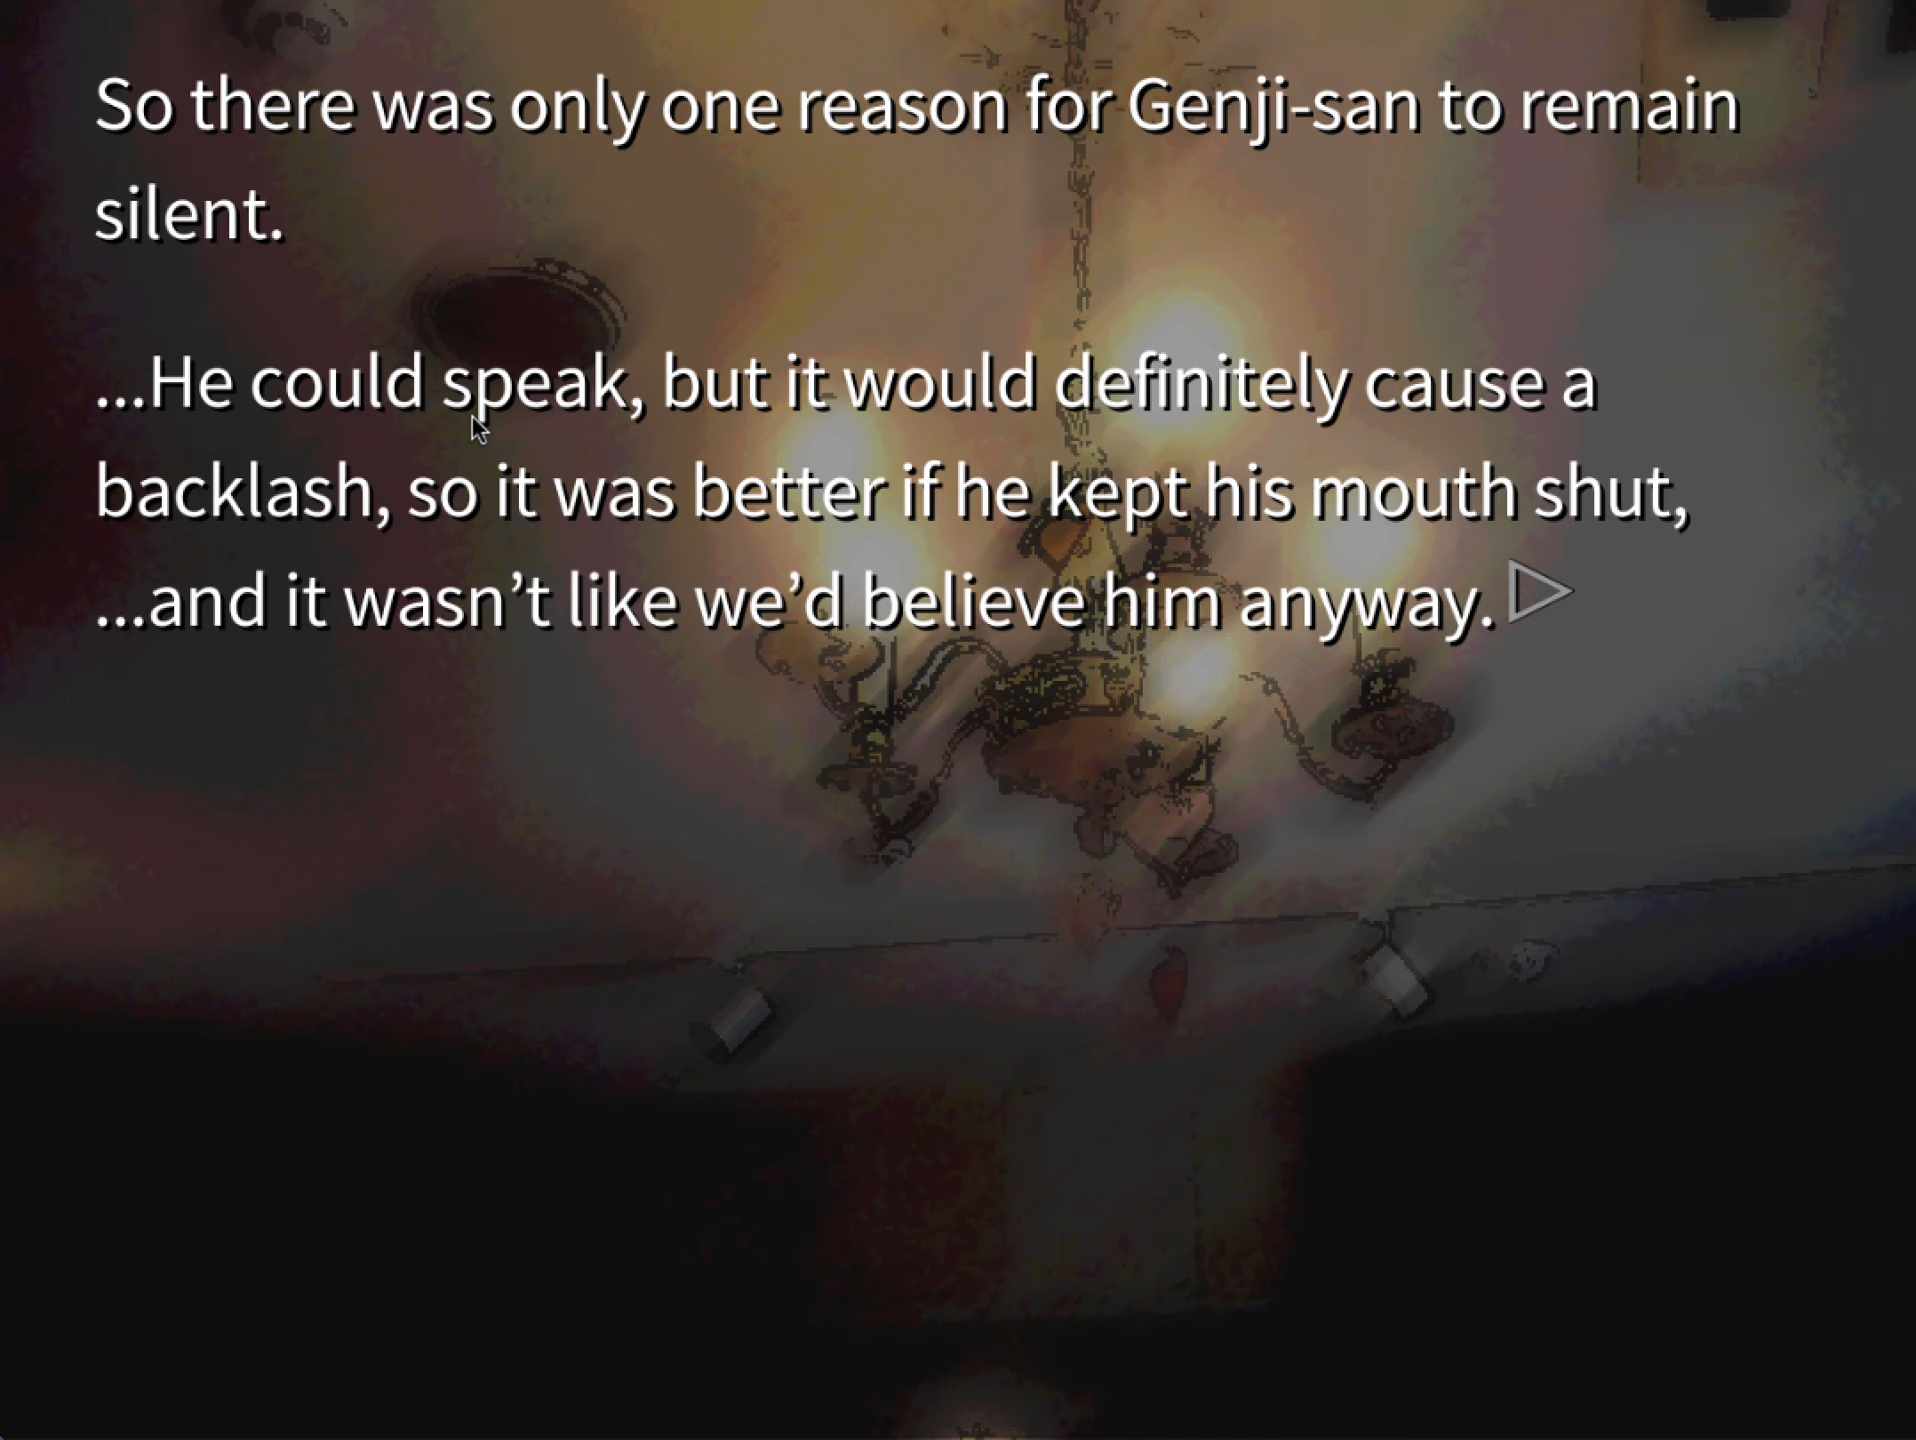 So there was only one reason for Genji-san to remain
silent.
...He could speak, but it would definitely cause a
backlash, so it was better if he kept his mouth shut,
...and it wasn’t like we’d believe him anyway.